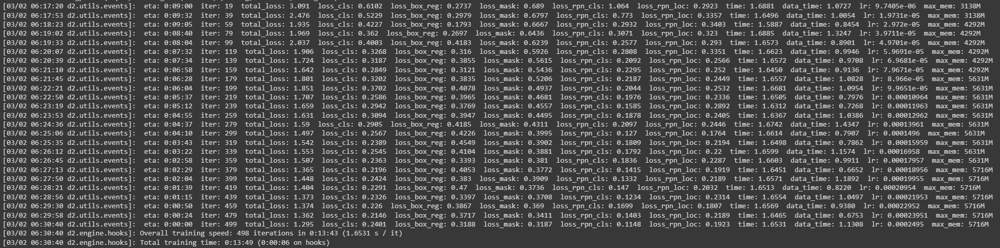 [03/02 06:17:20 d2.utils.events]: eta: 0:09:00 iter: 19 total_loss: 3.091 loss_cls: 0.6102 loss_box_reg: 0.2737 loss_mask: 0.689 loss_rpn_cls: 1.064 loss_rpn_loc: 0.2923 time: 1.6881 data_time: 1.0727 lr: 9.7405e-06 max_mem: 3138M
[03/02 06:17:53 d2.utils.events]: eta: 0:09:32 iter: 39 total_loss: 2.476 loss_cls: 0.5229 loss_box_reg: 0.2979 loss_mask: 0.6797 loss_rpn_cls: 0.773 loss_rpn_loc: 0.3357 time: 1.6496 data_time: 1.0054 lr: 1.9731e-05 max_mem: 3138M
[03/02 06:18:23 d2.utils.events]: eta: 0:09:05 iter: 59 total_loss: 1.935 loss_cls: 0.4227 loss_box_reg: 0.1793 loss_mask: 0.6667 loss_rpn_cls: 0.2932 loss_rpn_loc: 0.3403 time: 1.5887 data_time: 0.8454 lr: 2.972e-05 max_mem: 4292M
[03/02 06:19:02 d2.utils.events]: eta: 0:08:40 iter: 79 total_loss: 1.969 loss_cls: 0.362 loss_box_reg: 0.2697 loss_mask: 0.6436 loss_rpn_cls: 0.3071 loss_rpn_loc: 0.323 time: 1.6885 data_time: 1.3247 lr: 3.9711e-05 max_mem: 4292M
[03/02 06:19:33 d2.utils.events]: eta: 0:08:04 iter: 99 total_loss: 2.037 loss_cls: 0.4003 loss_box_reg: 0.4183 loss_mask: 0.6239 loss_rpn_cls: 0.2577 loss_rpn_loc: 0.293 time: 1.6573 data_time: 0.8901 lr: 4.9701e-05 max_mem: 4292M
[03/02 06:20:07 d2.utils.events]: eta: 0:07:32 iter: 119 total_loss: 1.906 loss_cls: 0.3268 loss_box_reg: 0.316 loss_mask: 0.5926 loss_rpn_cls: 0.2808 loss_rpn_loc: 0.3351 time: 1.6623 data_time: 0.9946 lr: 5.9691e-05 max_mem: 4292M
[03/02 06:20:39 d2.utils.events]: eta: 0:07:34 iter: 139 total_loss: 1.724 loss_cls: 0.3187 loss_box_reg: 0.3855 loss_mask: 0.5615 loss_rpn_cls: 0.2092 loss_rpn_loc: 0.2566 time: 1.6572 data_time: 0.9708 lr: 6.9681e-05 max_mem: 4292M
[03/02 06:21:10 d2.utils.events]: eta: 0:06:58 iter: 159 total_loss: 1.642 loss_cls: 0.2849 loss_box_reg: 0.3121 loss_mask: 0.5436 loss_rpn_cls: 0.2295 loss_rpn_loc: 0.252 time: 1.6450 data_time: 0.9136 lr: 7.9671e-05 max_mem: 4292M
[03/02 06:21:45 d2.utils.events]: eta: 0:06:28 iter: 179 total_loss: 1.801 loss_cls: 0.3202 loss_box_reg: 0.3835 loss_mask: 0.5206 loss_rpn_cls: 0.2187 loss_rpn_loc: 0.2449 time: 1.6557 data_time: 1.0828 lr: 8.966e-05 max_mem: 5631M
[03/02 06:22:21 d2.utils.events]: eta: 0:06:04 iter: 199 total_loss: 1.851 loss_cls: 0.3702 loss_box_reg: 0.4078 loss_mask: 0.4937 loss_rpn_cls: 0.2044 loss_rpn_loc: 0.2532 time: 1.6681 data_time: 1.0954 lr: 9.9651e-05 max_mem: 5631M
[03/02 06:22:50 d2.utils.events]: eta: 0:05:37 iter: 219 total_loss: 1.707 loss_cls: 0.2586 loss_box_reg: 0.3965 loss_mask: 0.4681 loss_rpn_cls: 0.1976 loss_rpn_loc: 0.2336 time: 1.6505 data_time: 0.7976 lr: 0.00010964 max_mem: 5631M
[03/02 06:23:19 d2.utils.events]: eta: 0:05:12 iter: 239 total_loss: 1.659 loss_cls: 0.2942 loss_box_reg: 0.3769 loss_mask: 0.4557 loss_rpn_cls: 0.1585 loss_rpn_loc: 0.2892 time: 1.6312 data_time: 0.7268 lr: 0.00011963 max_mem: 5631M
[03/02 06:23:53 d2.utils.events]: eta: 0:04:55 iter: 259 total_loss: 1.631 loss_cls: 0.3094 loss_box_reg: 0.3947 loss_mask: 0.4495 loss_rpn_cls: 0.1878 loss_rpn_loc: 0.2405 time: 1.6367 data_time: 1.0386 lr: 0.00012962 max_mem: 5631M
[03/02 06:24:36 d2.utils.events]: eta: 0:04:37 iter: 279 total_loss: 1.59 loss_cls: 0.2905 loss_box_reg: 0.4185 loss_mask: 0.4311 loss_rpn_cls: 0.2097 loss_rpn_loc: 0.2446 time: 1.6742 data_time: 1.4347 lr: 0.00013961 max_mem: 5631M
[03/02 06:25:06 d2.utils.events]: eta: 0:04:10 iter: 299 total_loss: 1.497 loss_cls: 0.2567 loss_box_reg: 0.4226 loss_mask: 0.3995 loss_rpn_cls: 0.127 loss_rpn_loc: 0.1764 time: 1.6614 data_time: 0.7907 lr: 0.0001496 max_mem: 5631M
[03/02 06:25:35 d2.utils.events]: eta: 0:03:43 iter: 319 total_loss: 1.542 loss_cls: 0.2389 loss_box_reg: 0.4549 loss_mask: 0.3902 loss_rpn_cls: 0.1809 loss_rpn_loc: 0.2194 time: 1.6498 data_time: 0.7862 lr: 0.00015959 max_mem: 5631M
[03/02 06:26:12 d2.utils.events]: eta: 0:03:22 iter: 339 total_loss: 1.553 loss_cls: 0.2545 loss_box_reg: 0.4104 loss_mask: 0.3881 loss_rpn_cls: 0.1792 loss_rpn_loc: 0.22 time: 1.6599 data_time: 1.1574 lr: 0.00016958 max_mem: 5631M
[03/02 06:26:45 d2.utils.events]: eta: 0:02:58 iter: 359 total_loss: 1.507 loss_cls: 0.2363 loss_box_reg: 0.3393 loss_mask: 0.381 loss_rpn_cls: 0.1836 loss_rpn_loc: 0.2287 time: 1.6603 data_time: 0.9911 lr: 0.00017957 max_mem: 5631M
[03/02 06:27:13 d2.utils.events]: eta: 0:02:29 iter: 379 total_loss: 1.365 loss_cls: 0.2196 loss_box_reg: 0.4053 loss_mask: 0.3772 loss_rpn_cls: 0.1415 loss_rpn_loc: 0.1919 time: 1.6451 data_time: 0.6652 lr: 0.00018956 max_mem: 5716M
[03/02 06:27:50 d2.utils.events]: eta: 0:02:04 iter: 399 total_loss: 1.448 loss_cls: 0.2424 loss_box_reg: 0.383 loss_mask: 0.3909 loss_rpn_cls: 0.1332 loss_rpn_loc: 0.2189 time: 1.6571 data_time: 1.1892 lr: 0.00019955 max_mem: 5716M
[03/02 06:28:21 d2.utils.events]: eta: 0:01:39 iter: 419 total_loss: 1.404 loss_cls: 0.2291 loss_box_reg: 0.47 loss_mask: 0.3736 loss_rpn_cls: 0.147 loss_rpn_loc: 0.2032 time: 1.6513 data_time: 0.8220 lr: 0.00020954 max_mem: 5716M
[03/02 06:28:56 d2.utils.events]: eta: 0:01:15 iter: 439 total_loss: 1.373 loss_cls: 0.2326 loss_box_reg: 0.3397 loss_mask: 0.3708 loss_rpn_cls: 0.1234 loss_rpn_loc: 0.2314 time: 1.6554 data_time: 1.0497 lr: 0.00021953 max_mem: 5716M
[03/02 06:29:30 d2.utils.events]: eta: 0:00:50 iter: 459 total_loss: 1.374 loss_cls: 0.226 loss_box_reg: 0.3867 loss_mask: 0.369 loss_rpn_cls: 0.1699 loss_rpn_loc: 0.1807 time: 1.6569 data_time: 0.9380 lr: 0.00022952 max_mem: 5716M
[03/02 06:29:58 d2.utils.events]: eta: 0:00:24 iter: 479 total_loss: 1.362 loss_cls: 0.2146 loss_box_reg: 0.3717 loss_mask: 0.3411 loss_rpn_cls: 0.1403 loss_rpn_loc: 0.2189 time: 1.6465 data_time: 0.6753 lr: 0.00023951 max_mem: 5716M
[03/02 06:30:40 d2.utils.events]: eta: 0:00:00 iter: 499 total_loss: 1.295 loss_cls: 0.2401 loss_box_reg: 0.3188 loss_mask: 0.3187 loss_rpn_cls: 0.1148 loss_rpn_loc: 0.1923 time: 1.6531 data_time: 1.1308 lr: 0.0002495 max_mem: 5716M
[03/02 06:30:40 d2.engine.hooks]: Overall training speed: 498 iterations in 0:13:43 (1.6531 s / it)
[03/02 06:30:40 d2.engine.hooks]: Total training time: 0:13:49 (0:00:06 on hooks)